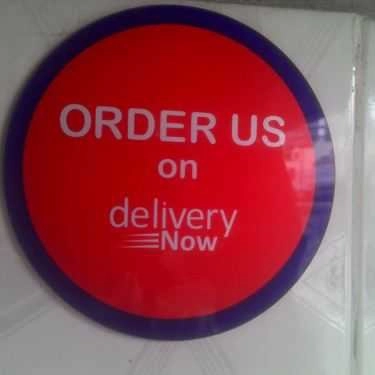 ORDER US
on
delivery
Now